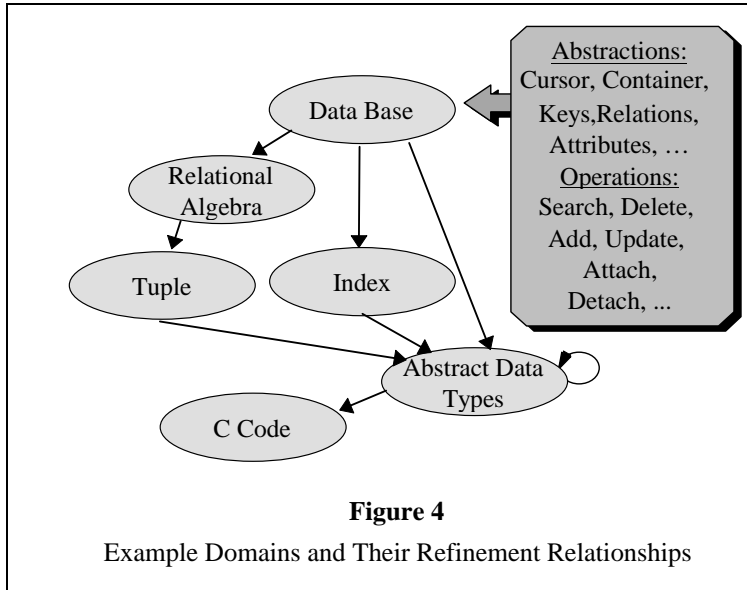 Abstractions:
Cursor, Container,
Keys,Relations,
Attributes, …
Operations:
Search, Delete,
Add, Update,
Attach,
Detach, ...
Data Base
Relational
Algebra
Tuple
Index
Abstract Data
Types
C Code
Figure 4
Example Domains and Their Refinement Relationships